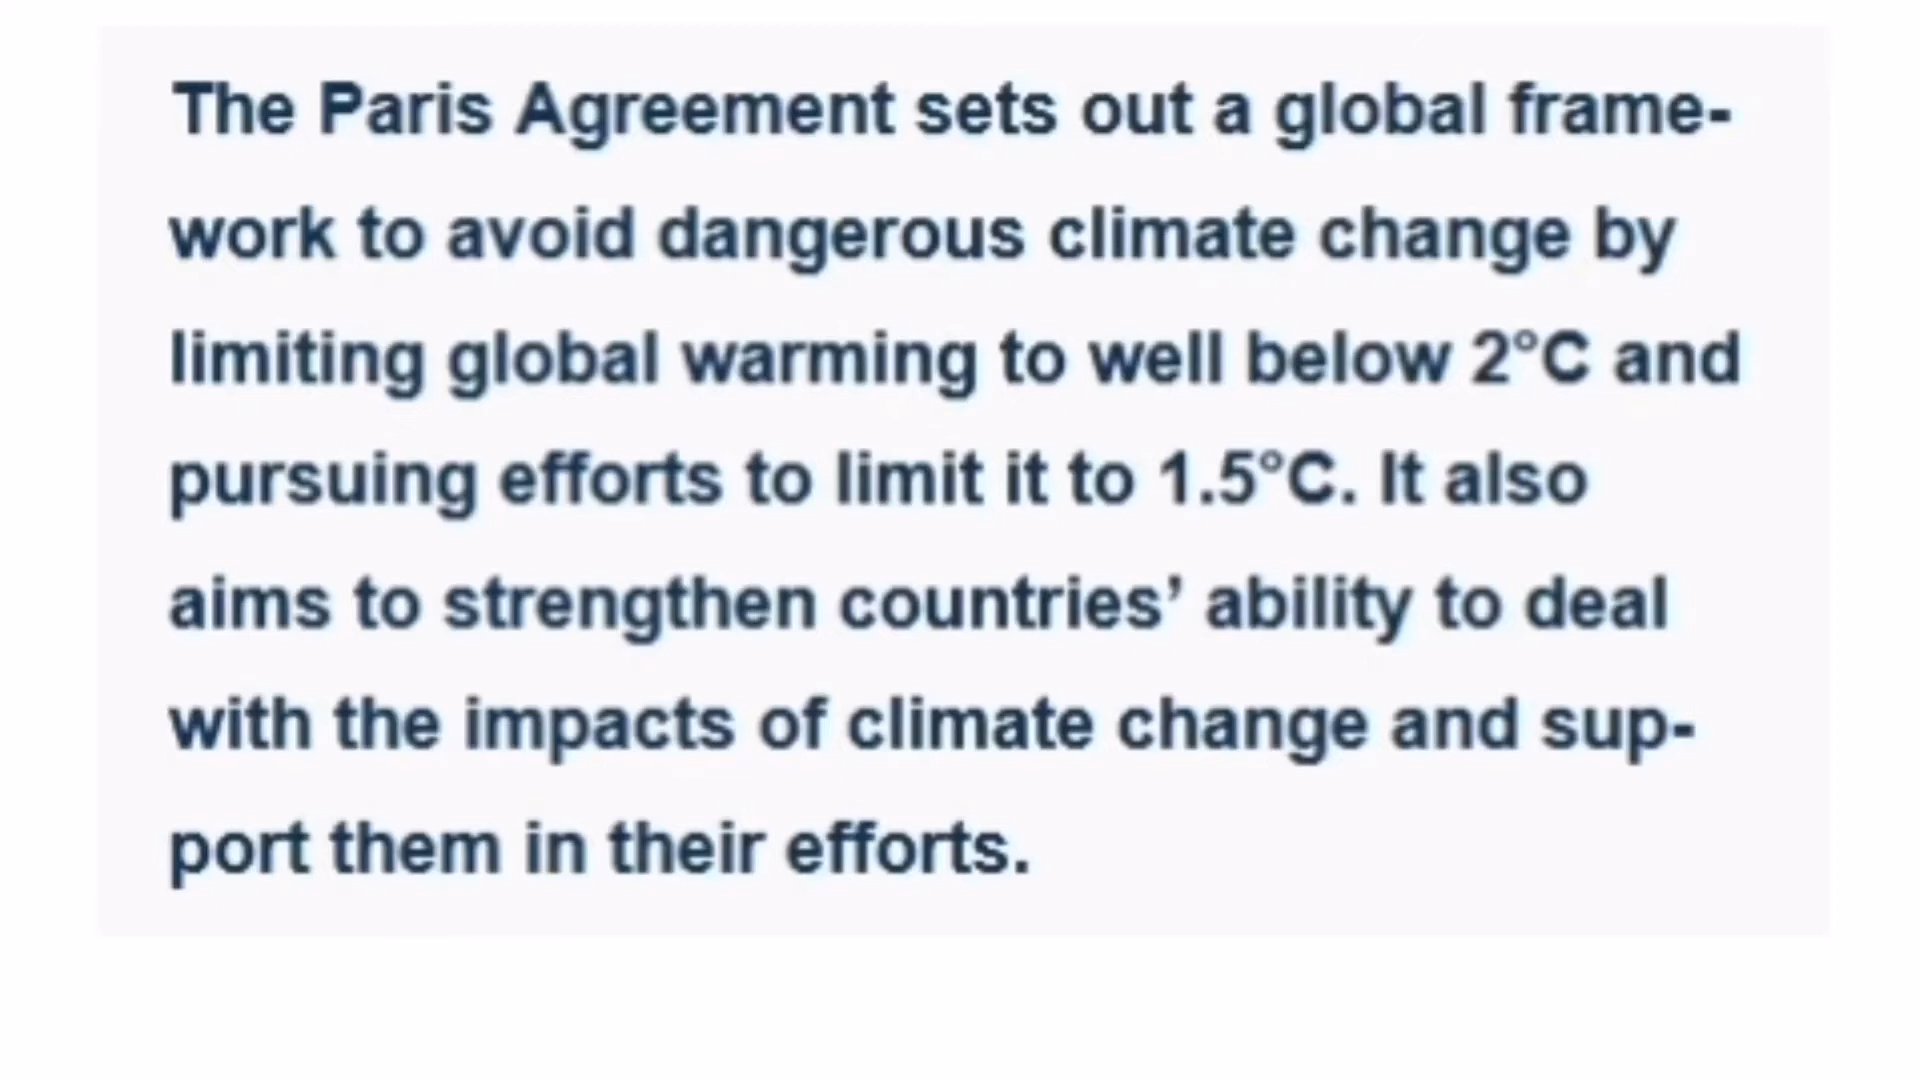 The Paris Agreement sets out a global frame-
work to avoid dangerous climate change by
limiting global warming to well below 2°C and
pursuing efforts to limit it to 1.5°C. It also
aims to strengthen countries’ ability to deal
with the impacts of climate change and sup-
port them in their efforts.